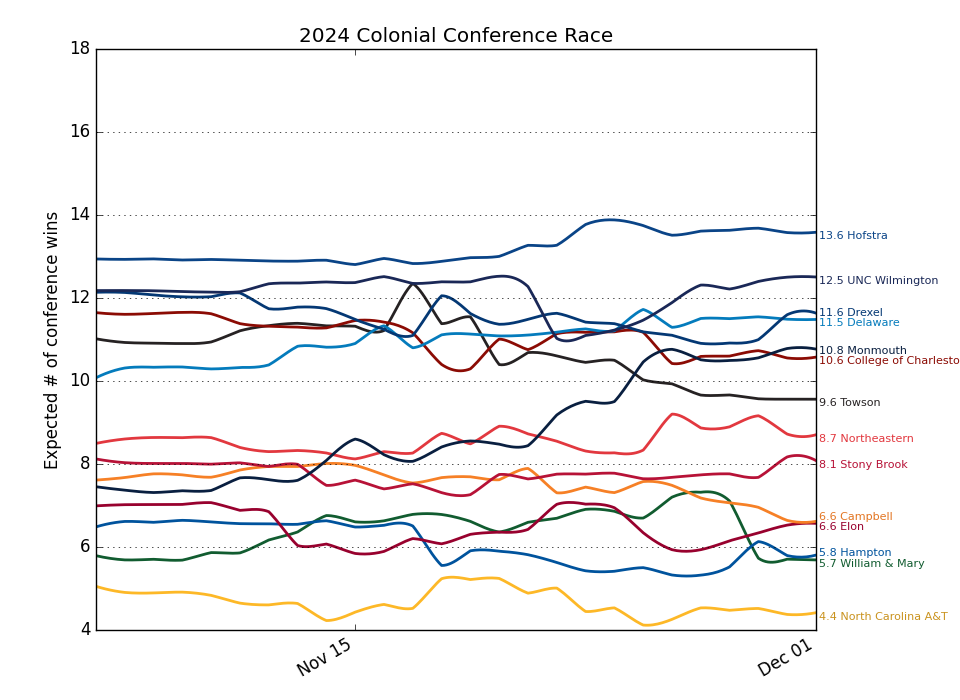 2024 Colonial Conference Race
Expected # of conference wins
18
16
14
12
10
8
6
4
13.6 Hofstra
12.5 UNC Wilmington
11.6 Drexel
11.5 Delaware
10.8 Monmouth
10.6 College of Charlesto
9.6 Towson
8.7 Northeastern
8.1 Stony Brook
6.6 Campbell
6.6 Elon
5.8 Hampton
5.7 William & Mary
4.4 North Carolina A&T
Nov 15
Dec 01